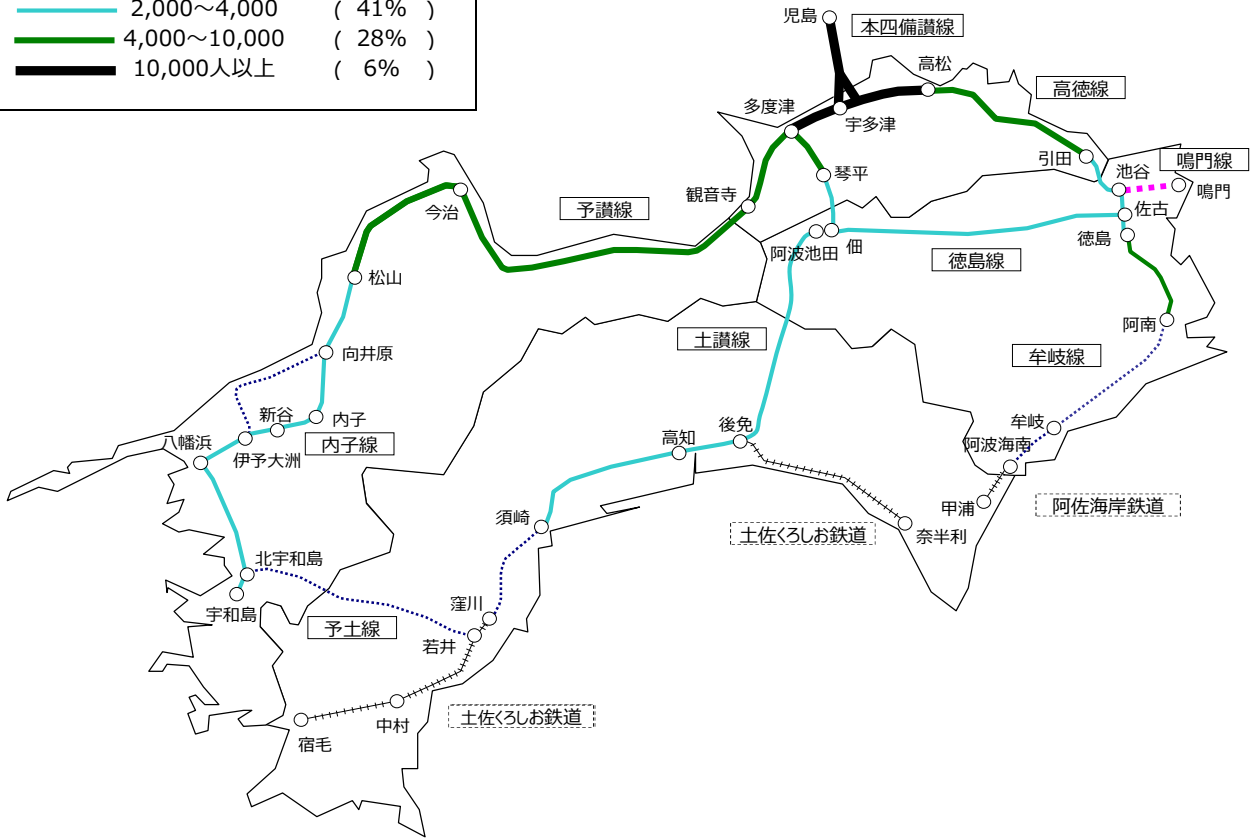 2,000～4,000 ( 41% )
4,000～10,000 ( 28% )
10,000人以上 ( 6% )
児島
本四備讃線
高松
高徳線
多度津
宇多津
引田
鳴門線
池谷
鳴門
琴平
今治
予讃線
観音寺
佐古
徳島
阿波池田
佃
徳島線
松山
阿南
土讃線
牟岐線
向井原
新谷
内子
八幡浜
伊予大洲
内子線
後免
高知
牟岐
阿波海南
甲浦
阿佐海岸鉄道
須崎
土佐くろしお鉄道
奈半利
北宇和島
宇和島
窪川
予土線
若井
中村
土佐くろしお鉄道
宿毛